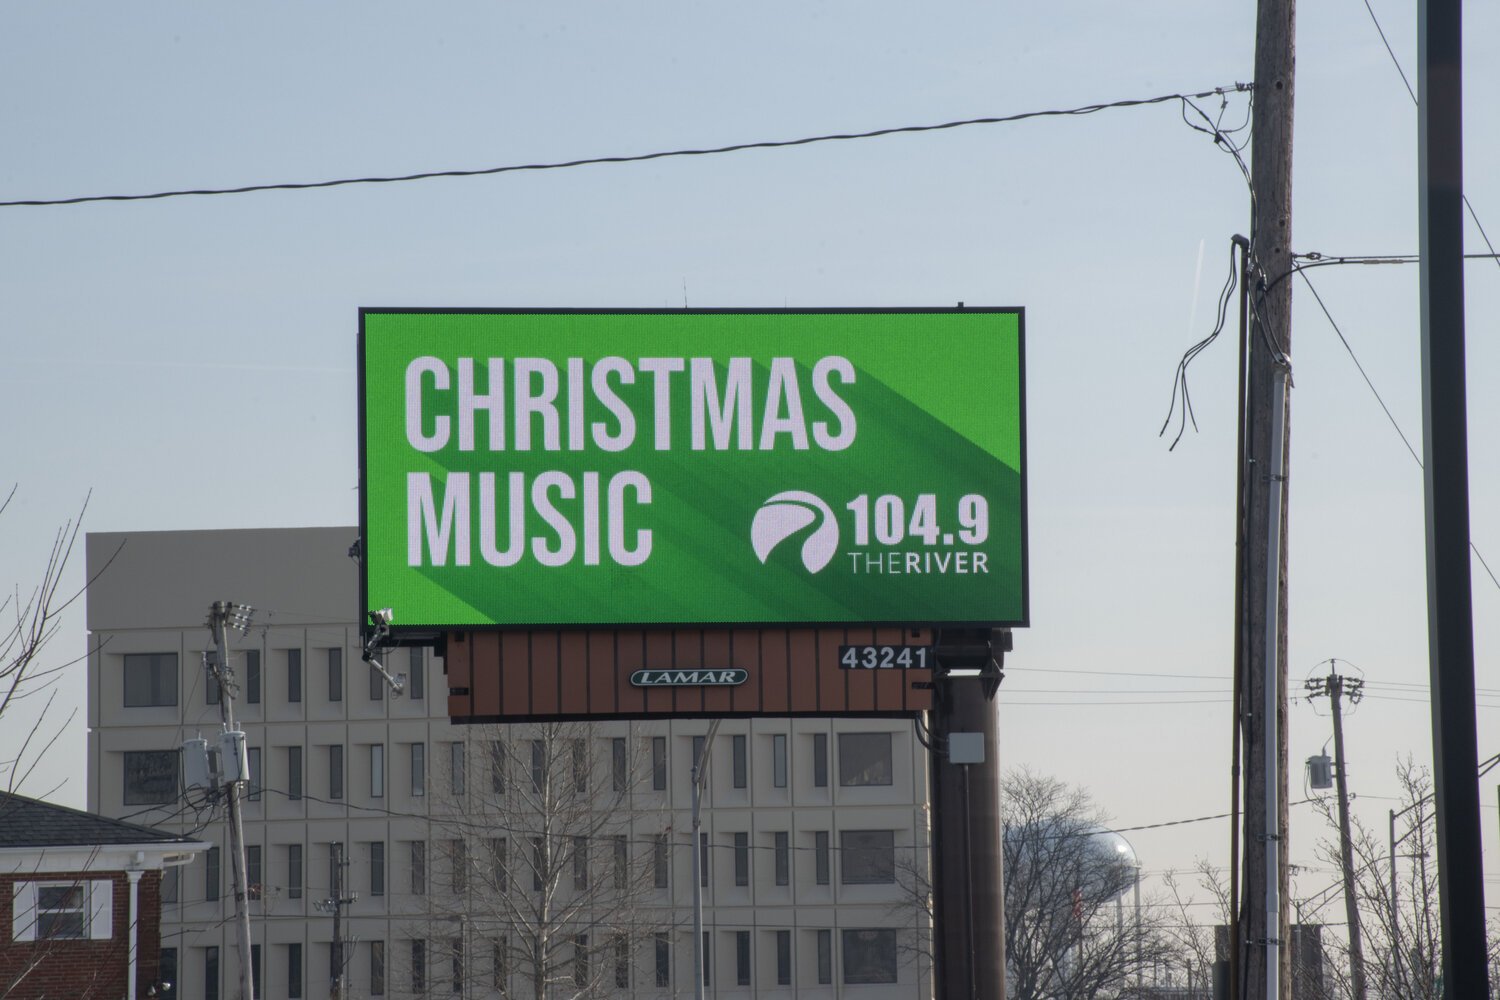 CHRISTMAS
MUSIC
104.9
THERIVER
LAMAR
43241